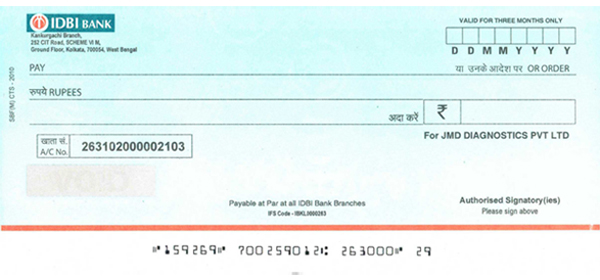 IDBI BANK
Kankurgachi Branch,
252 CIT Road, SCHEME VI M,
Ground Floor, Kolkata, 700054, West Bengal
VALID FOR THREE MONTHS ONLY
D D M M Y Y Y Y
PAY
या उनके आदेश पर OR ORDER
रुपये RUPEES
अदा करें ₹
SBF(M) CTS - 2010
For JMD DIAGNOSTICS PVT LTD
खाता सं.
A/C No. 263102000002103
Payable at Par at all IDBI Bank Branches
IFS Code - IBKL0000263
Authorised Signatory(ies)
Please sign above
⑈159269⑈ 700259012⑆ 263000⑈ 29